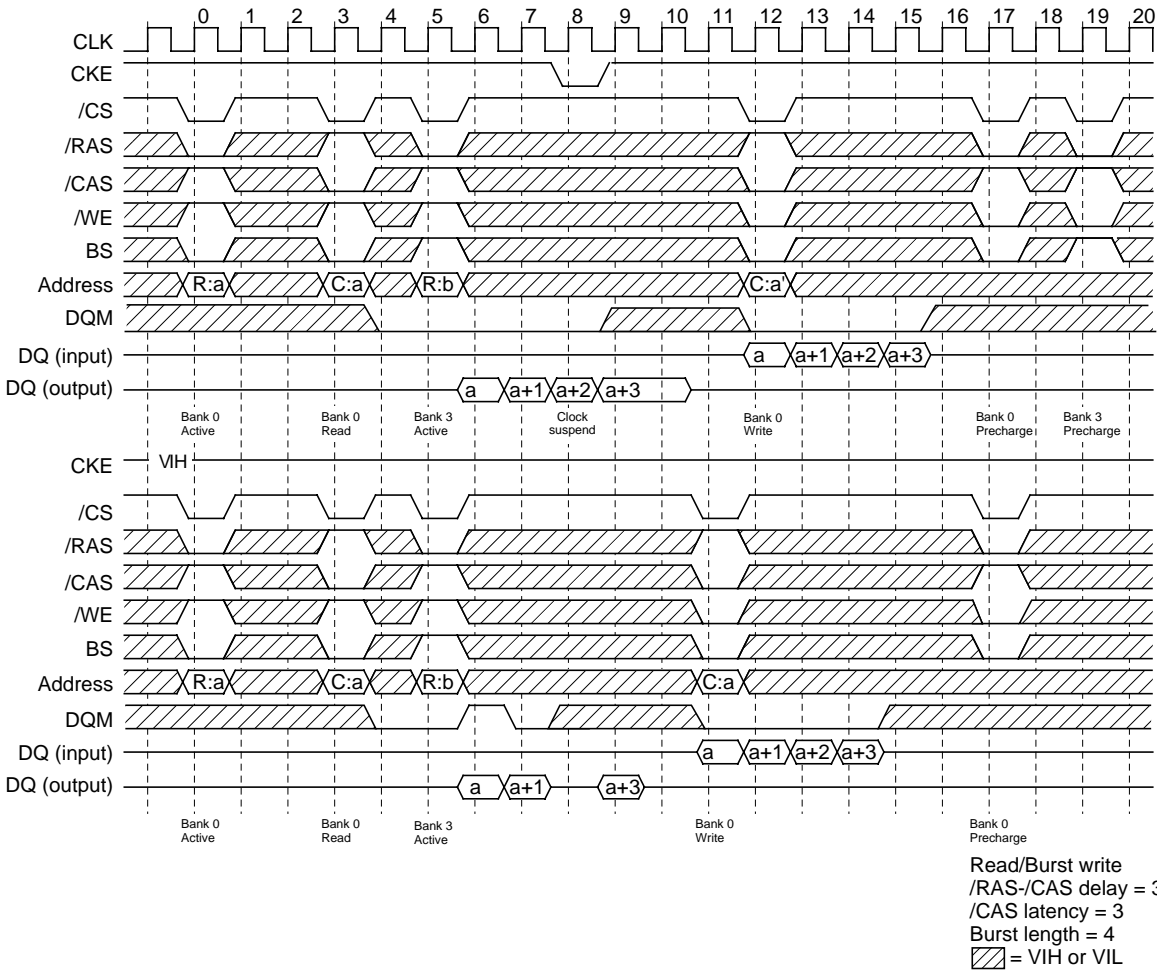 0 1 2 3 4 5 6 7 8 9 10 11 12 13 14 15 16 17 18 19 20
CLK
CKE
/CS
/RAS
/CAS
/WE
BS
Address R:a C:a R:b C:a'
DQM
DQ (input) a a+1 a+2 a+3
DQ (output) a a+1 a+2 a+3
Bank 0 Bank 0 Bank 3 Clock Bank 0 Bank 0 Bank 3
Active Read Active suspend Write Precharge Precharge
CKE VIH
/CS
/RAS
/CAS
/WE
BS
Address R:a C:a R:b C:a
DQM
DQ (input) a a+1 a+2 a+3
DQ (output) a a+1 a+3
Bank 0 Bank 0 Bank 3 Bank 0 Bank 0
Active Read Active Write Precharge
Read/Burst write
/RAS-/CAS delay = 3
/CAS latency = 3
Burst length = 4
= VIH or VIL